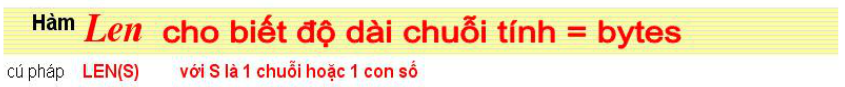 Hàm Len cho biết độ dài chuỗi tính = bytes
cú pháp LEN(S) với S là 1 chuỗi hoặc 1 con số